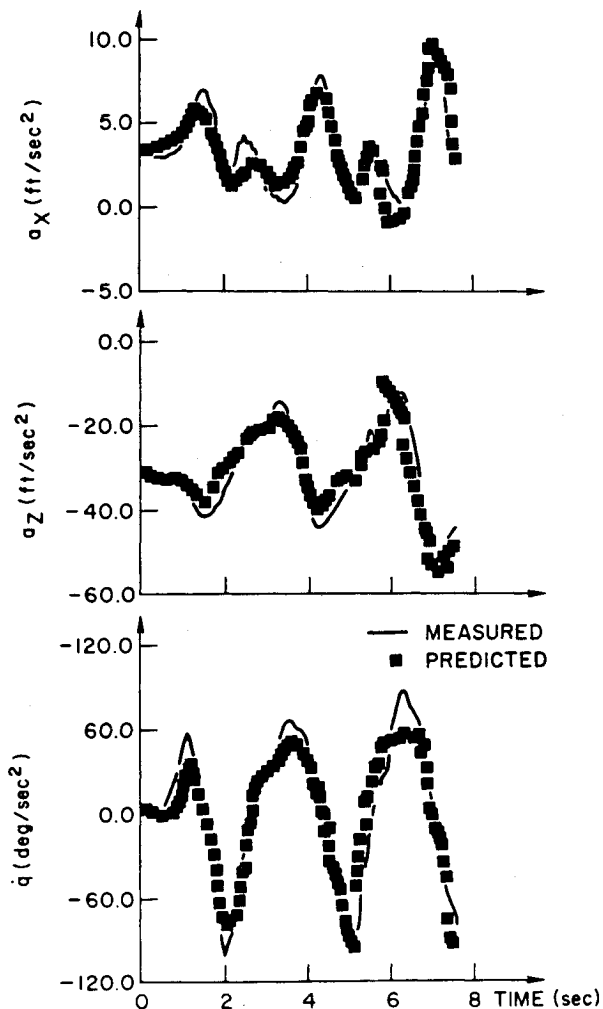 10.0
5.0
0.0
-5.0
aX (ft/sec2)
0.0
-20.0
-40.0
-60.0
aZ (ft/sec2)
MEASURED
PREDICTED
-120.0
60.0
0.0
-60.0
-120.0
q̇ (deg/sec2)
0 2 4 6 8 TIME (sec)